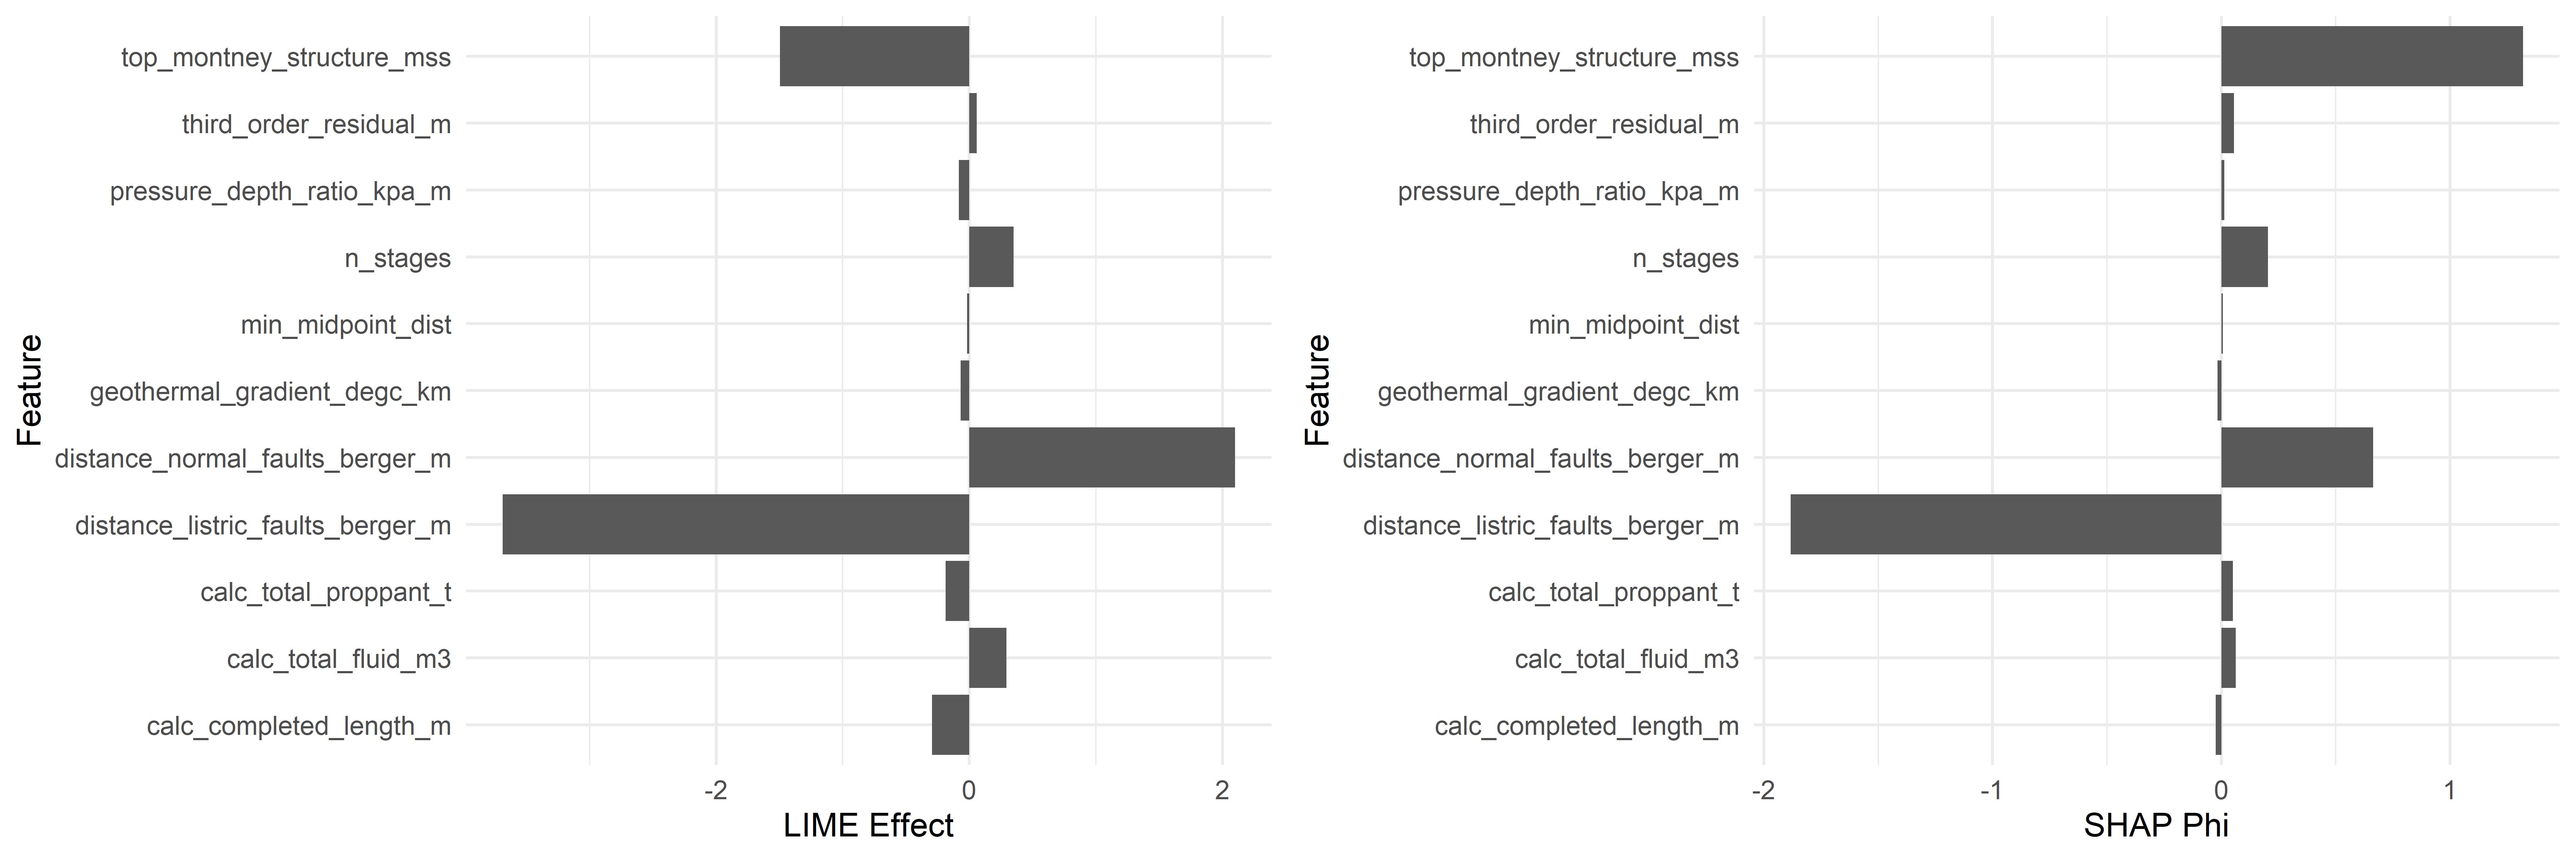 Feature
top_montney_structure_mss
third_order_residual_m
pressure_depth_ratio_kpa_m
n_stages
min_midpoint_dist
geothermal_gradient_degc_km
distance_normal_faults_berger_m
distance_listric_faults_berger_m
calc_total_proppant_t
calc_total_fluid_m3
calc_completed_length_m
-2 0 2
LIME Effect
Feature
top_montney_structure_mss
third_order_residual_m
pressure_depth_ratio_kpa_m
n_stages
min_midpoint_dist
geothermal_gradient_degc_km
distance_normal_faults_berger_m
distance_listric_faults_berger_m
calc_total_proppant_t
calc_total_fluid_m3
calc_completed_length_m
-2 -1 0 1
SHAP Phi